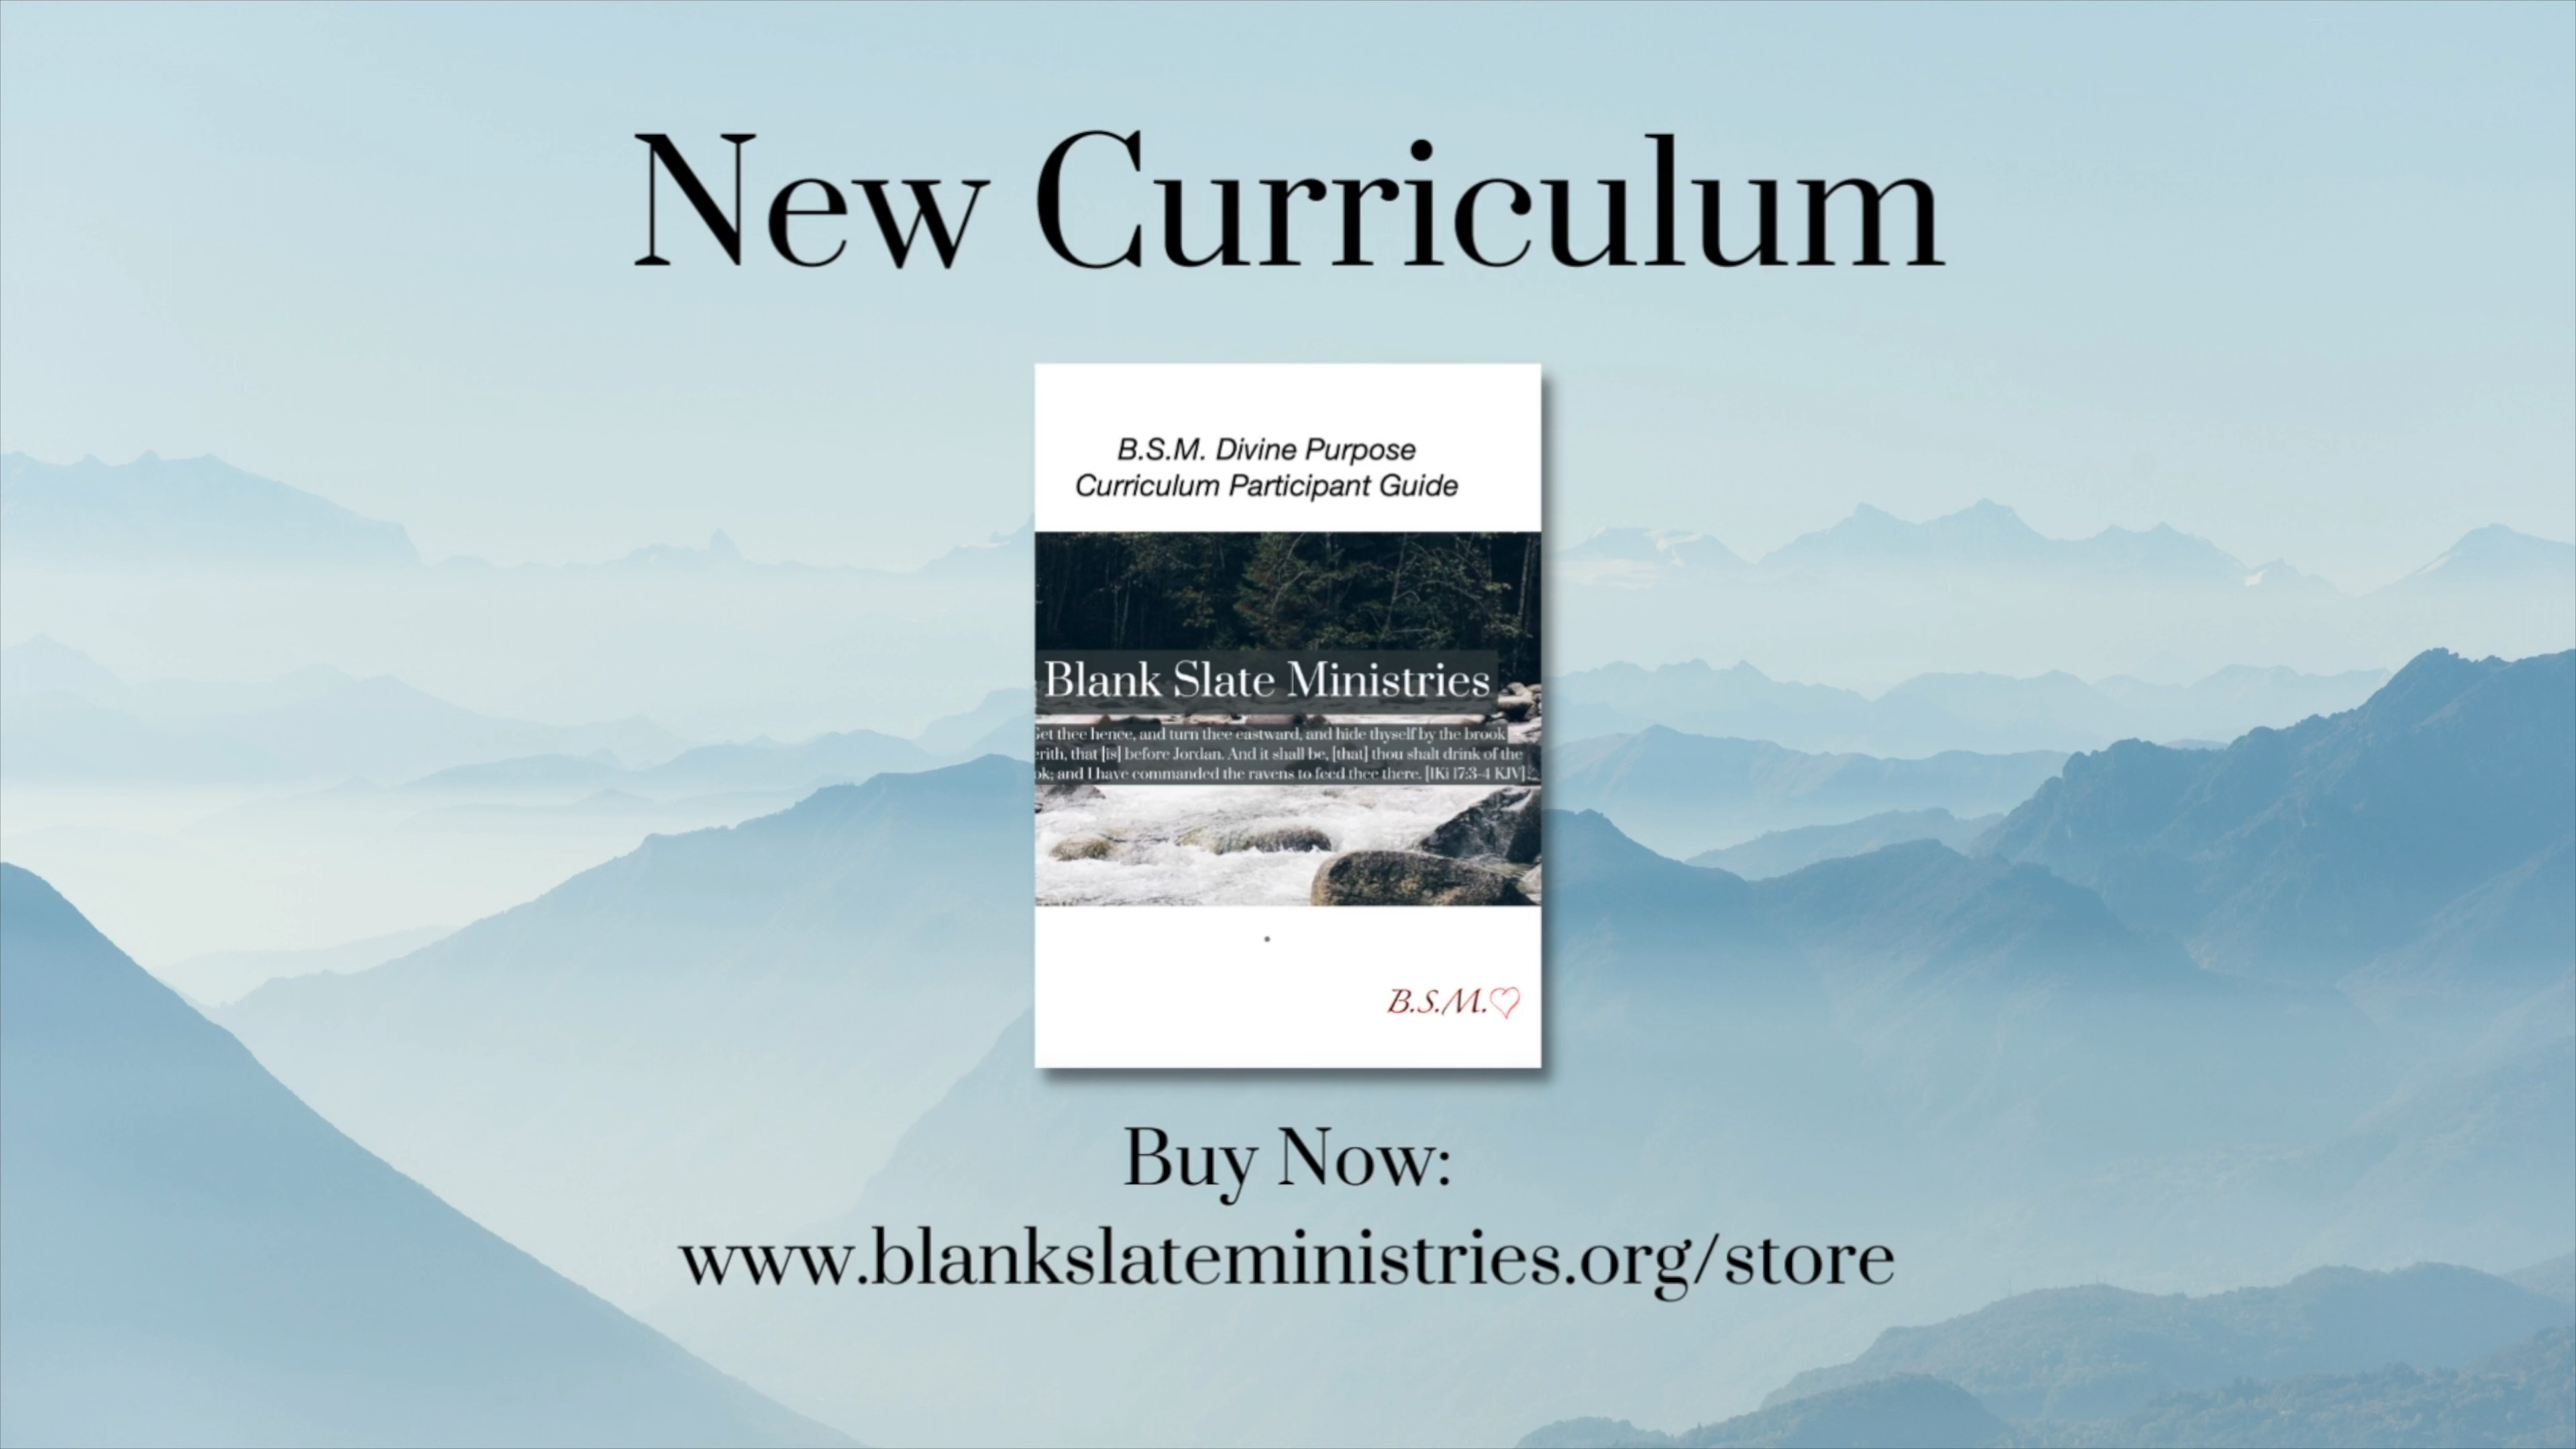 New Curriculum
B.S.M. Divine Purpose
Curriculum Participant Guide
Blank Slate Ministries
et thee hence, and turn thee eastward, and hide thyself by the brook
erith, that [is] before Jordan. And it shall be, [that] thou shalt drink of the
ok; and I have commanded the ravens to feed thee there. [1Ki 17:3-4 KJV]
B.S.M.
Buy Now:
www.blankslateministries.org/store